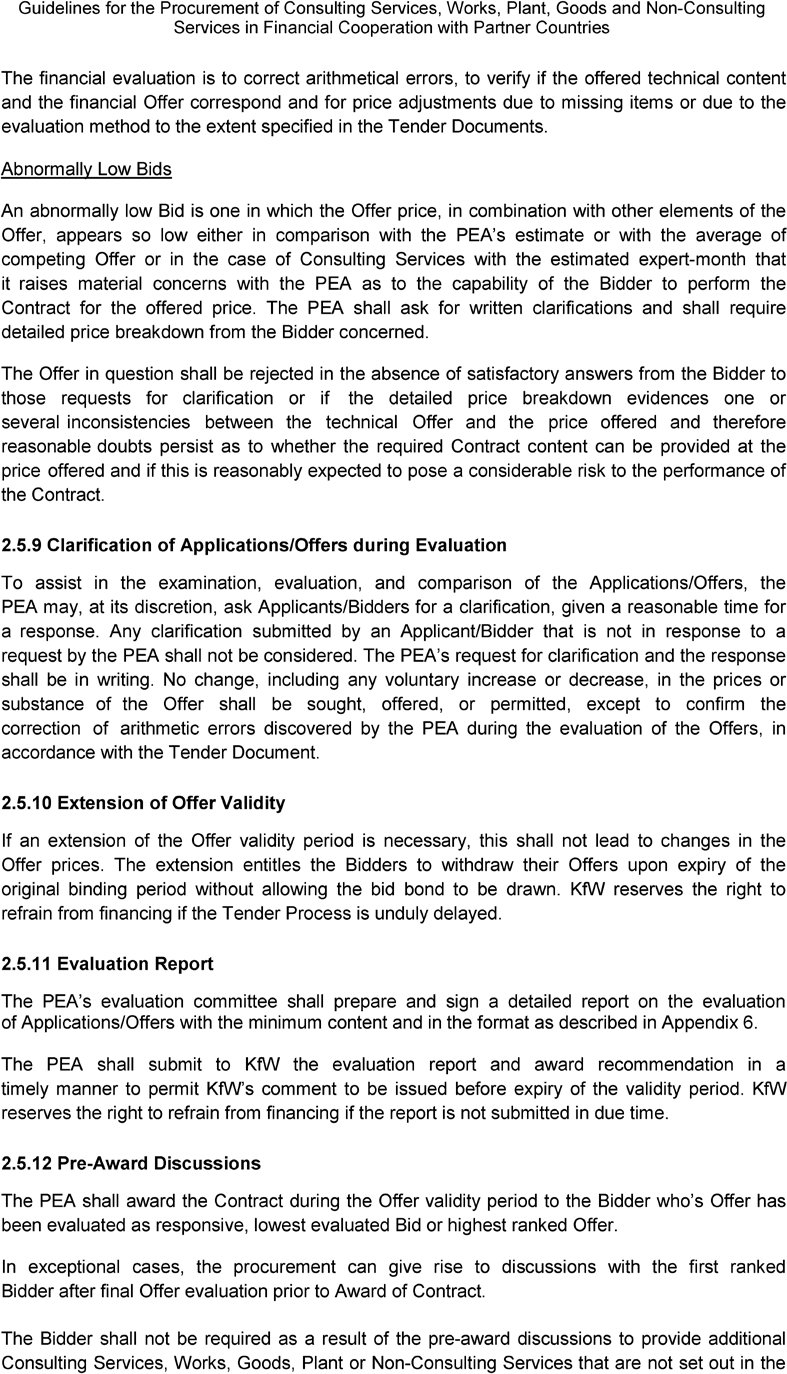 Guidelines for the Procurement of Consulting Services, Works, Plant, Goods and Non-Consulting
Services in Financial Cooperation with Partner Countries
The financial evaluation is to correct arithmetical errors, to verify if the offered technical content
and the financial Offer correspond and for price adjustments due to missing items or due to the
evaluation method to the extent specified in the Tender Documents.
Abnormally Low Bids
An abnormally low Bid is one in which the Offer price, in combination with other elements of the
Offer, appears so low either in comparison with the PEA's estimate or with the average of
competing Offer or in the case of Consulting Services with the estimated expert-month that
it raises material concerns with the PEA as to the capability of the Bidder to perform the
Contract for the offered price. The PEA shall ask for written clarifications and shall require
detailed price breakdown from the Bidder concerned.
The Offer in question shall be rejected in the absence of satisfactory answers from the Bidder to
those requests for clarification or if the detailed price breakdown evidences one or
several inconsistencies between the technical Offer and the price offered and therefore
reasonable doubts persist as to whether the required Contract content can be provided at the
price offered and if this is reasonably expected to pose a considerable risk to the performance of
the Contract.
2.5.9 Clarification of Applications/Offers during Evaluation
To assist in the examination, evaluation, and comparison of the Applications/Offers, the
PEA may, at its discretion, ask Applicants/Bidders for a clarification, given a reasonable time for
a response. Any clarification submitted by an Applicant/Bidder that is not in response to a
request by the PEA shall not be considered. The PEA's request for clarification and the response
shall be in writing. No change, including any voluntary increase or decrease, in the prices or
substance of the Offer shall be sought, offered, or permitted, except to confirm the
correction of arithmetic errors discovered by the PEA during the evaluation of the Offers, in
accordance with the Tender Document.
2.5.10 Extension of Offer Validity
If an extension of the Offer validity period is necessary, this shall not lead to changes in the
Offer prices. The extension entitles the Bidders to withdraw their Offers upon expiry of the
original binding period without allowing the bid bond to be drawn. KfW reserves the right to
refrain from financing if the Tender Process is unduly delayed.
2.5.11 Evaluation Report
The PEA's evaluation committee shall prepare and sign a detailed report on the evaluation
of Applications/Offers with the minimum content and in the format as described in Appendix 6.
The PEA shall submit to KfW the evaluation report and award recommendation in a
timely manner to permit KfW's comment to be issued before expiry of the validity period. KfW
reserves the right to refrain from financing if the report is not submitted in due time.
2.5.12 Pre-Award Discussions
The PEA shall award the Contract during the Offer validity period to the Bidder who's Offer has
been evaluated as responsive, lowest evaluated Bid or highest ranked Offer.
In exceptional cases, the procurement can give rise to discussions with the first ranked
Bidder after final Offer evaluation prior to Award of Contract.
The Bidder shall not be required as a result of the pre-award discussions to provide additional
Consulting Services, Works, Goods, Plant or Non-Consulting Services that are not set out in the